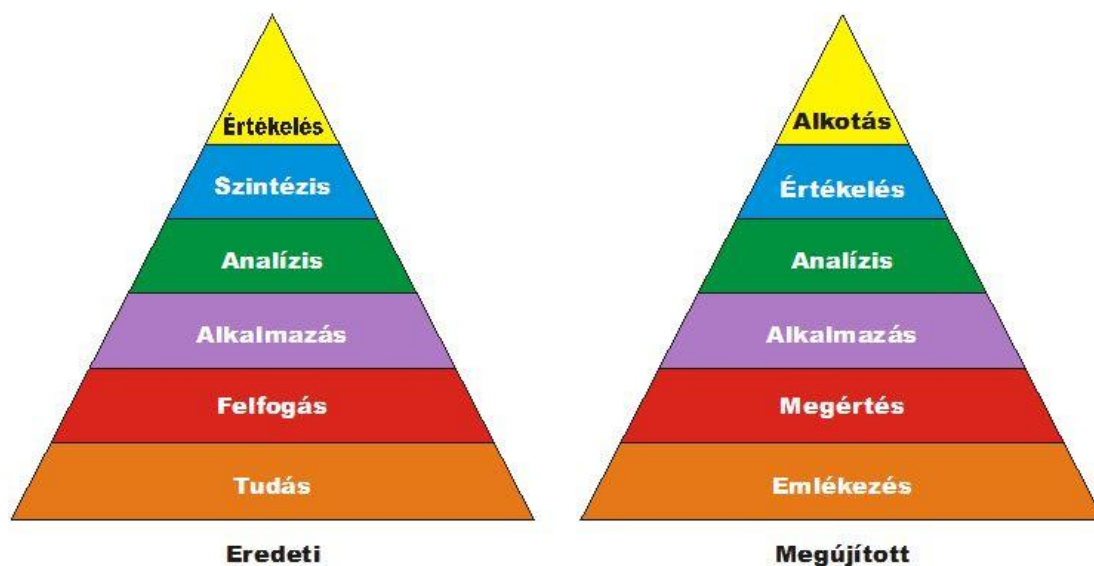 Értékelés
Szintézis
Analízis
Alkalmazás
Felfogás
Tudás
Eredeti
Alkotás
Értékelés
Analízis
Alkalmazás
Megértés
Emlékezés
Megújított